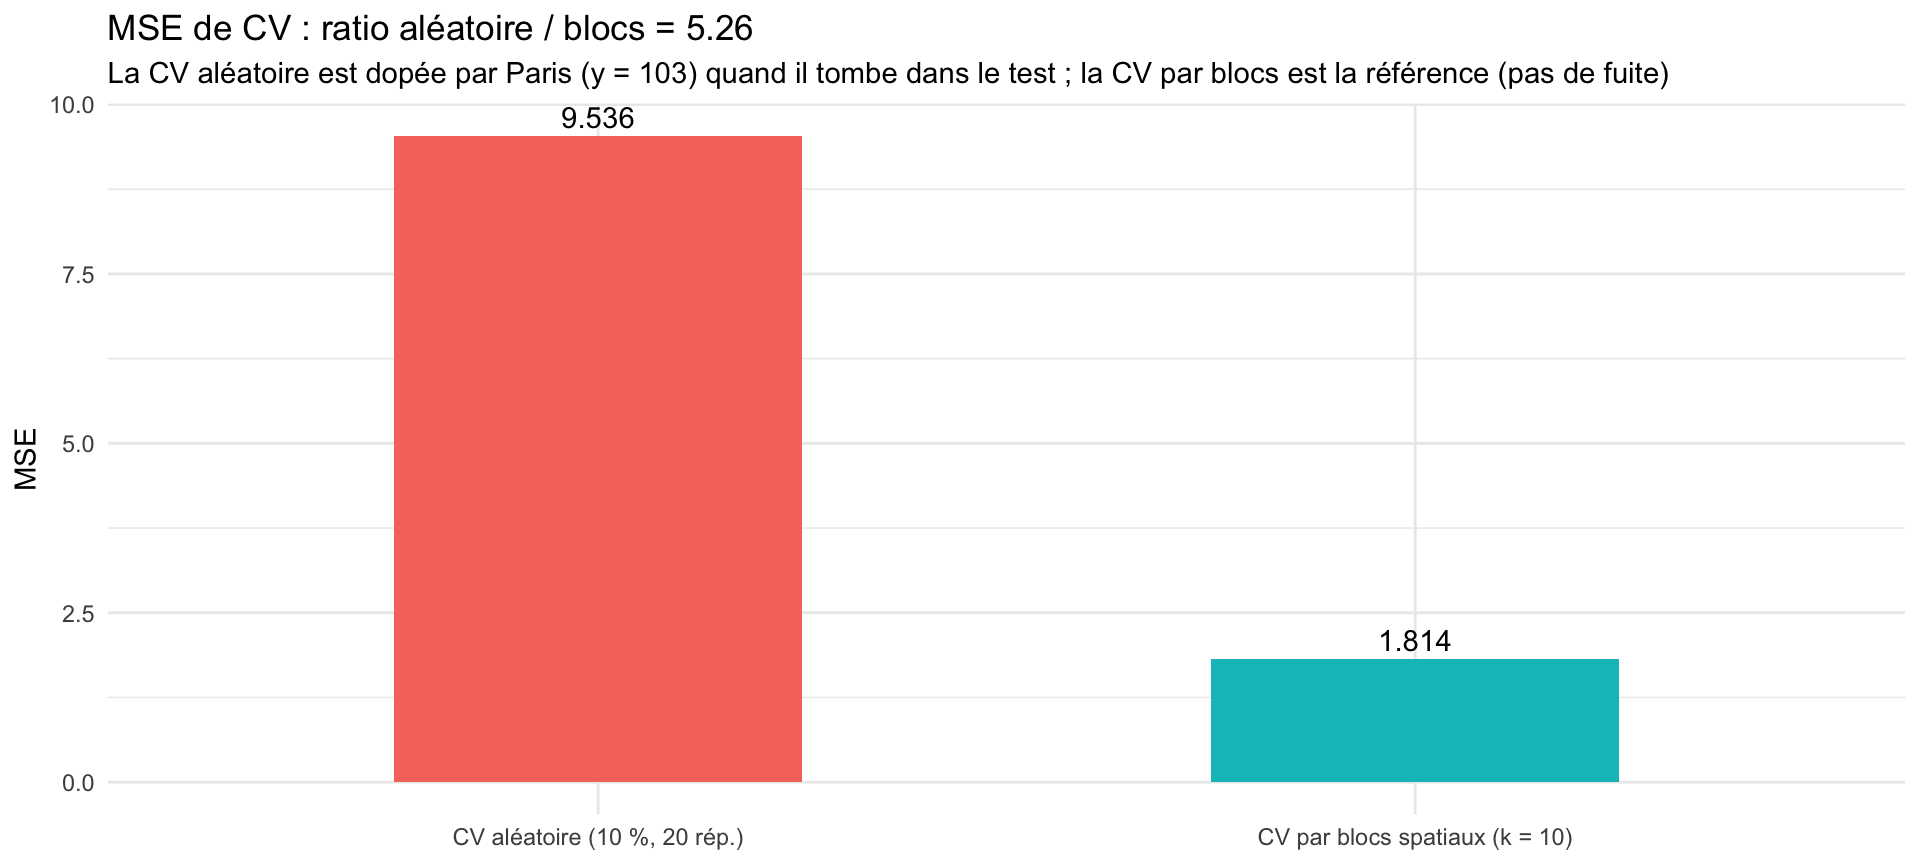 MSE de CV : ratio aléatoire / blocs = 5.26
La CV aléatoire est dopée par Paris (y = 103) quand il tombe dans le test ; la CV par blocs est la référence (pas de fuite)
10.0
9.536
7.5
5.0
MSE
2.5
1.814
0.0
CV aléatoire (10 %, 20 rép.)
CV par blocs spatiaux (k = 10)